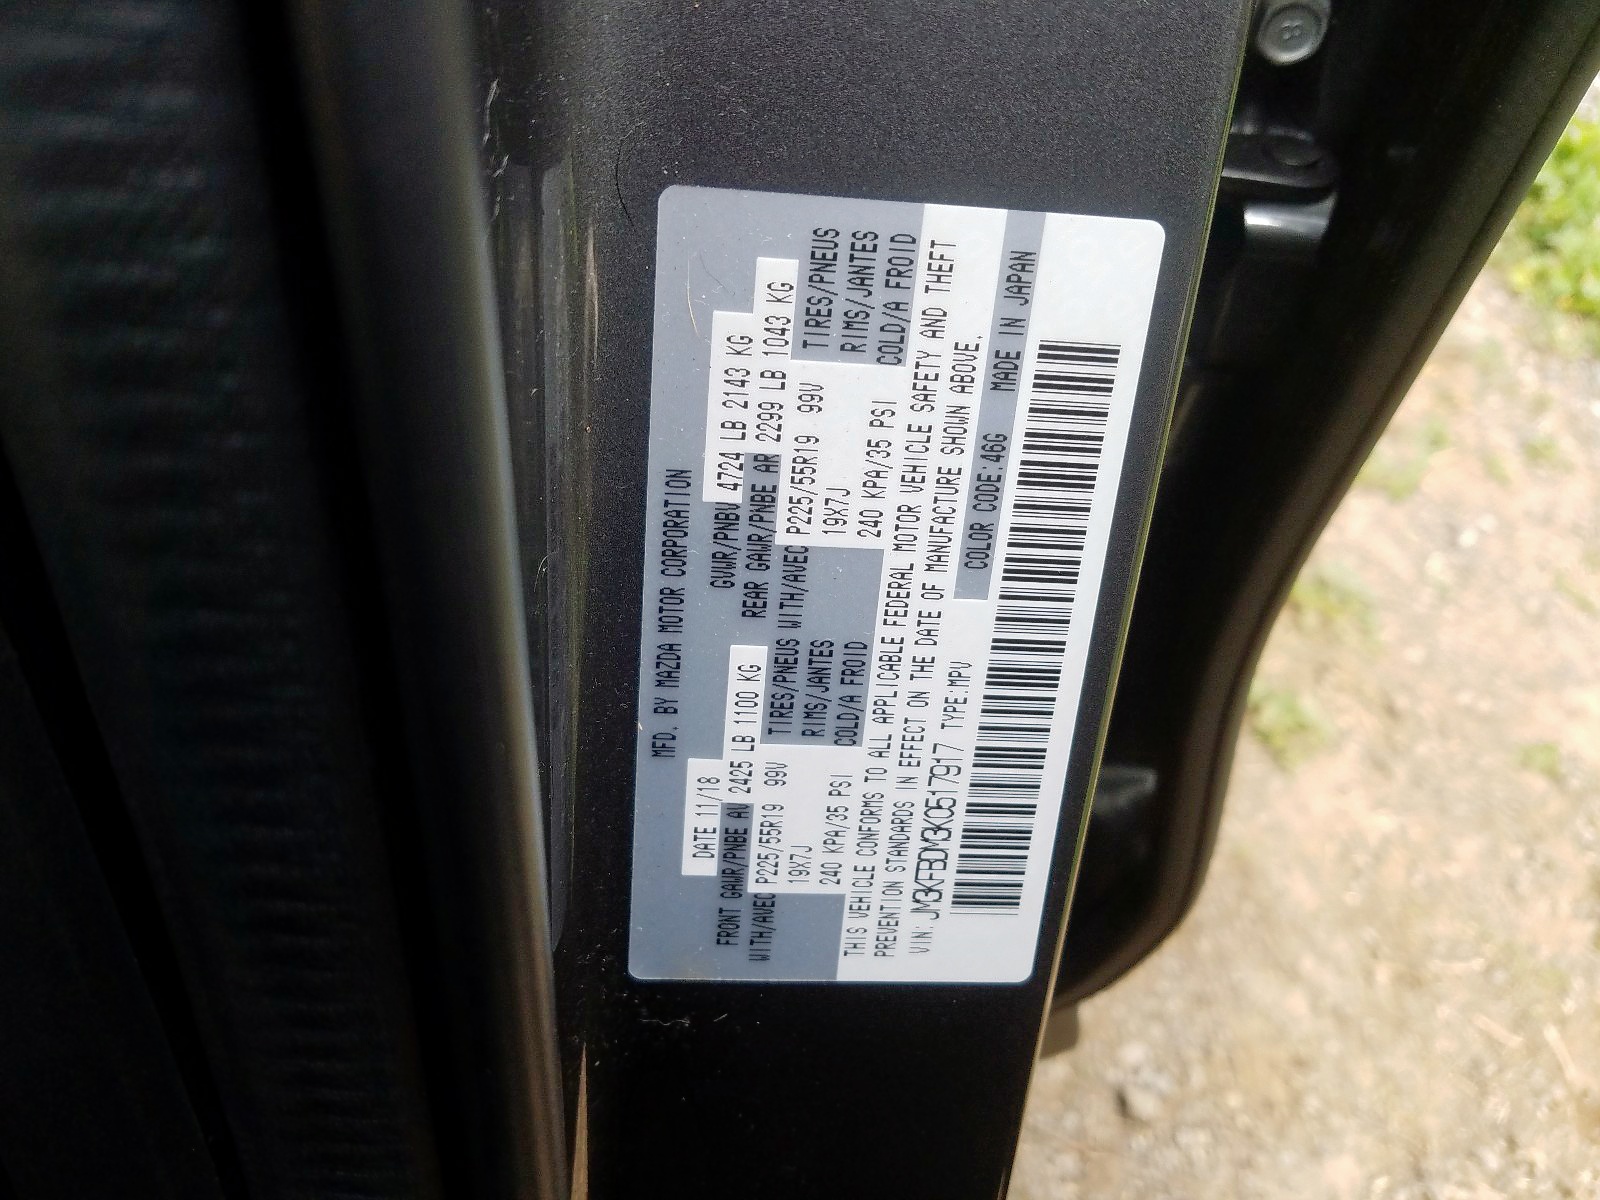 MFD. BY MAZDA MOTOR CORPORATION
DATE 11/18 GVWR/PNBV 4724 LB 2143 KG
FRONT GAWR/PNBE AV 2425 LB 1100 KG REAR GAWR/PNBE AR 2299 LB 1043 KG
WITH/AVEC P225/55R19 99V TIRES/PNEUS WITH/AVEC P225/55R19 99V TIRES/PNEUS
19X7J RIMS/JANTES 19X7J RIMS/JANTES
240 KPA/35 PSI COLD/A FROID 240 KPA/35 PSI COLD/A FROID
THIS VEHICLE CONFORMS TO ALL APPLICABLE FEDERAL MOTOR VEHICLE SAFETY AND THEFT
PREVENTION STANDARDS IN EFFECT ON THE DATE OF MANUFACTURE SHOWN ABOVE.
VIN: JM3KFBDM3K0517917 TYPE:MPV COLOR CODE:46G MADE IN JAPAN
8